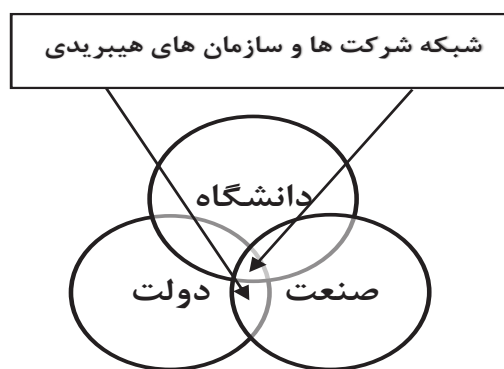 شبکه شرکت ها و سازمان های هیبریدی
دانشگاه
صنعت
دولت